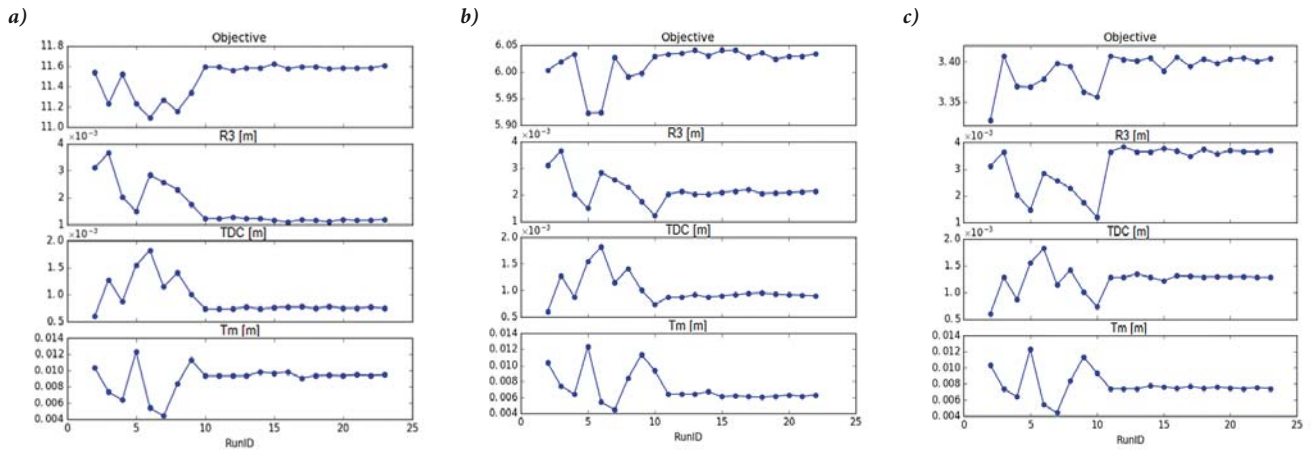 a)
Objective
11.8
11.6
11.4
11.2
11.0
×10⁻³
R3 [m]
4
3
2
1
×10⁻³
TDC [m]
2.0
1.5
1.0
0.5
Tm [m]
0.014
0.012
0.010
0.008
0.006
0.004
0 5 10 15 20 25
RunID
b)
Objective
6.05
6.00
5.95
5.90
×10⁻³
R3 [m]
4
3
2
1
×10⁻³
TDC [m]
2.0
1.5
1.0
0.5
Tm [m]
0.014
0.012
0.010
0.008
0.006
0.004
0 5 10 15 20 25
RunID
c)
Objective
3.40
3.35
×10⁻³
R3 [m]
4
3
2
1
×10⁻³
TDC [m]
2.0
1.5
1.0
0.5
Tm [m]
0.014
0.012
0.010
0.008
0.006
0.004
0 5 10 15 20 25
RunID